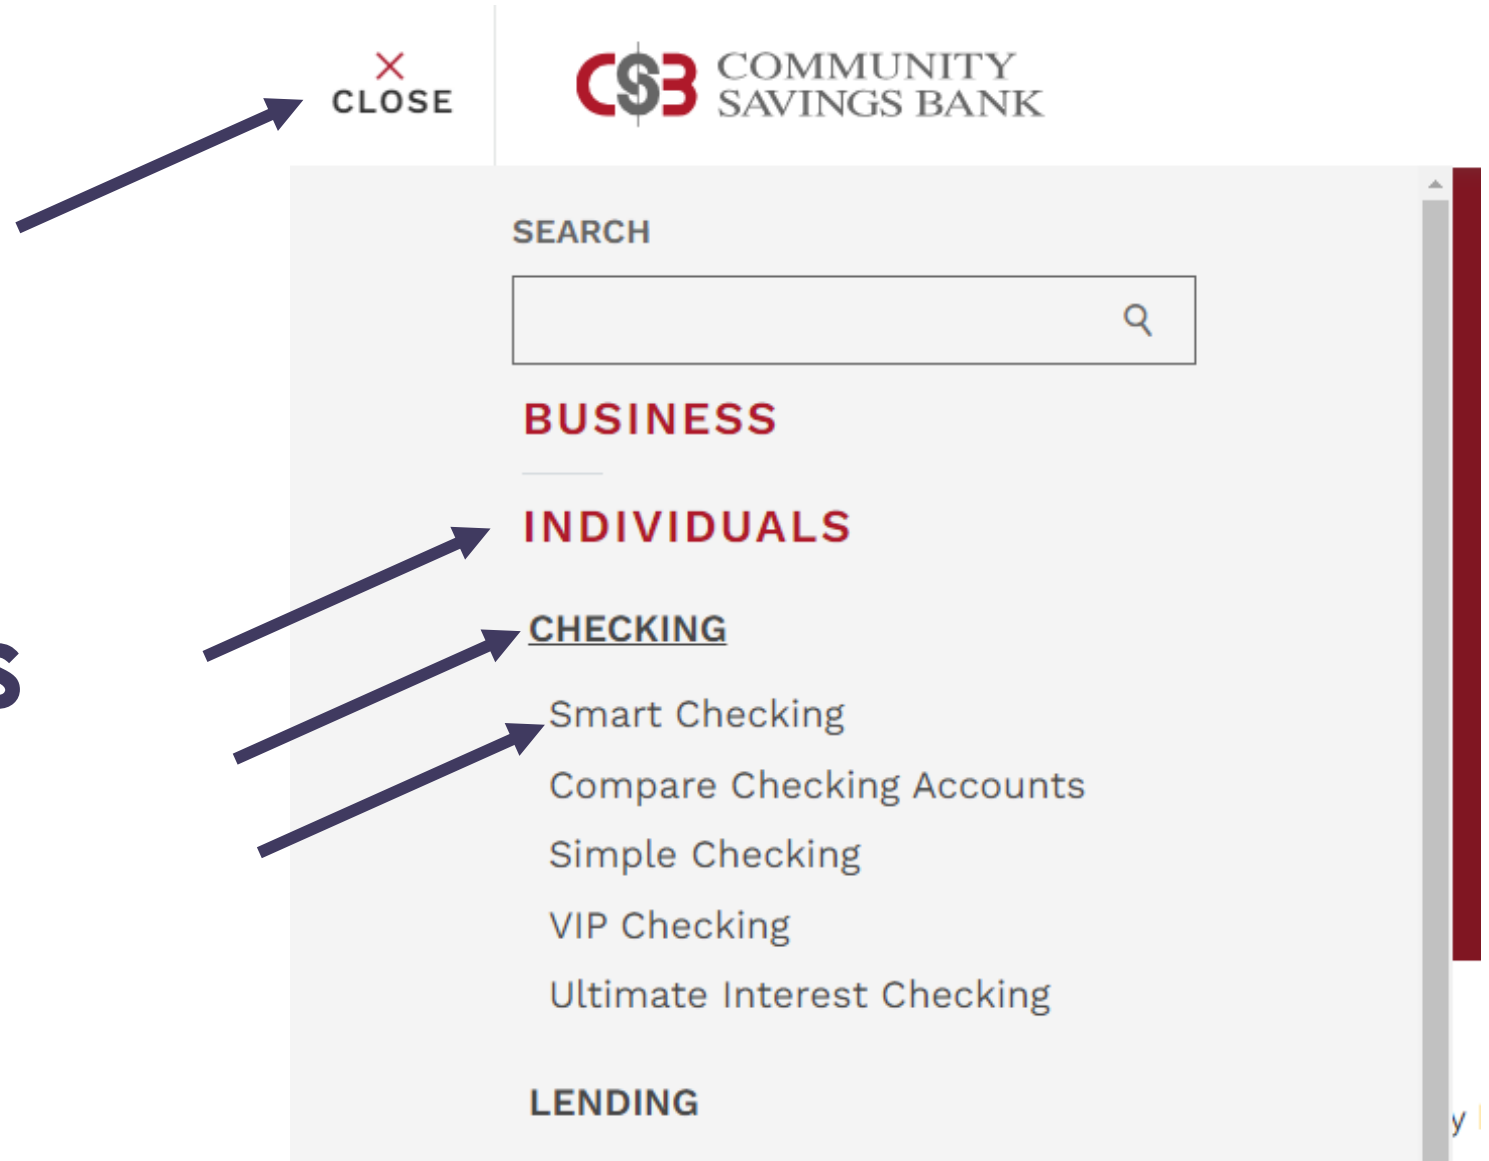 CLOSE
CSB COMMUNITY
SAVINGS BANK
SEARCH
BUSINESS
INDIVIDUALS
CHECKING
s
Smart Checking
Compare Checking Accounts
Simple Checking
VIP Checking
Ultimate Interest Checking
LENDING
y